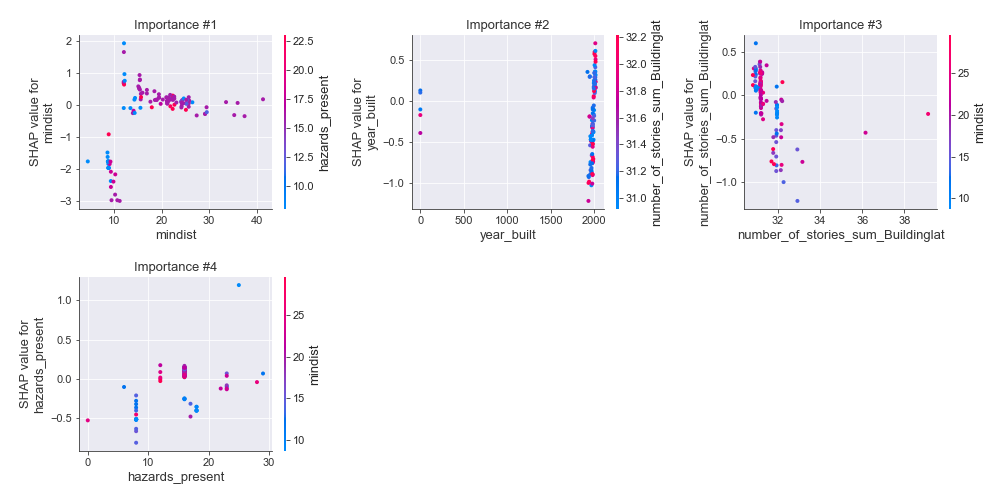 Importance #1
2
1
0
−1
−2
−3
10
20
30
40
mindist
SHAP value for
mindist
22.5
20.0
17.5
15.0
12.5
10.0
hazards_present
Importance #2
0.5
0.0
−0.5
−1.0
0
500
1000
1500
2000
year_built
SHAP value for
year_built
32.2
32.0
31.8
31.6
31.4
31.2
31.0
number_of_stories_sum_Buildinglat
Importance #3
0.5
0.0
−0.5
−1.0
32
34
36
38
number_of_stories_sum_Buildinglat
SHAP value for
number_of_stories_sum_Buildinglat
25
20
15
10
mindist
Importance #4
1.0
0.5
0.0
−0.5
0
10
20
30
hazards_present
SHAP value for
hazards_present
25
20
15
10
mindist